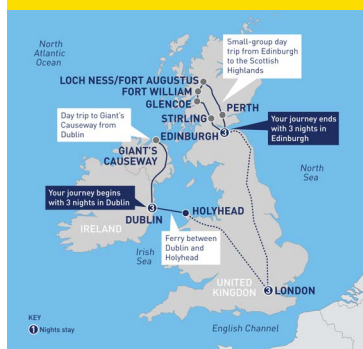 North
Atlantic
Ocean
Small-group day
trip from Edinburgh
to the Scottish
Highlands
LOCH NESS/FORT AUGUSTUS
FORT WILLIAM
GLENCOE
PERTH
STIRLING
3
EDINBURGH
Your journey ends
with 3 nights in
Edinburgh
Day trip to Giant's
Causeway from
Dublin
GIANT'S
CAUSEWAY
North
Sea
Your journey begins
with 3 nights in Dublin
3
DUBLIN
HOLYHEAD
IRELAND
Ferry between
Dublin and
Holyhead
Irish
Sea
UNITED
KINGDOM
3 LONDON
KEY
1 Nights stay
English Channel